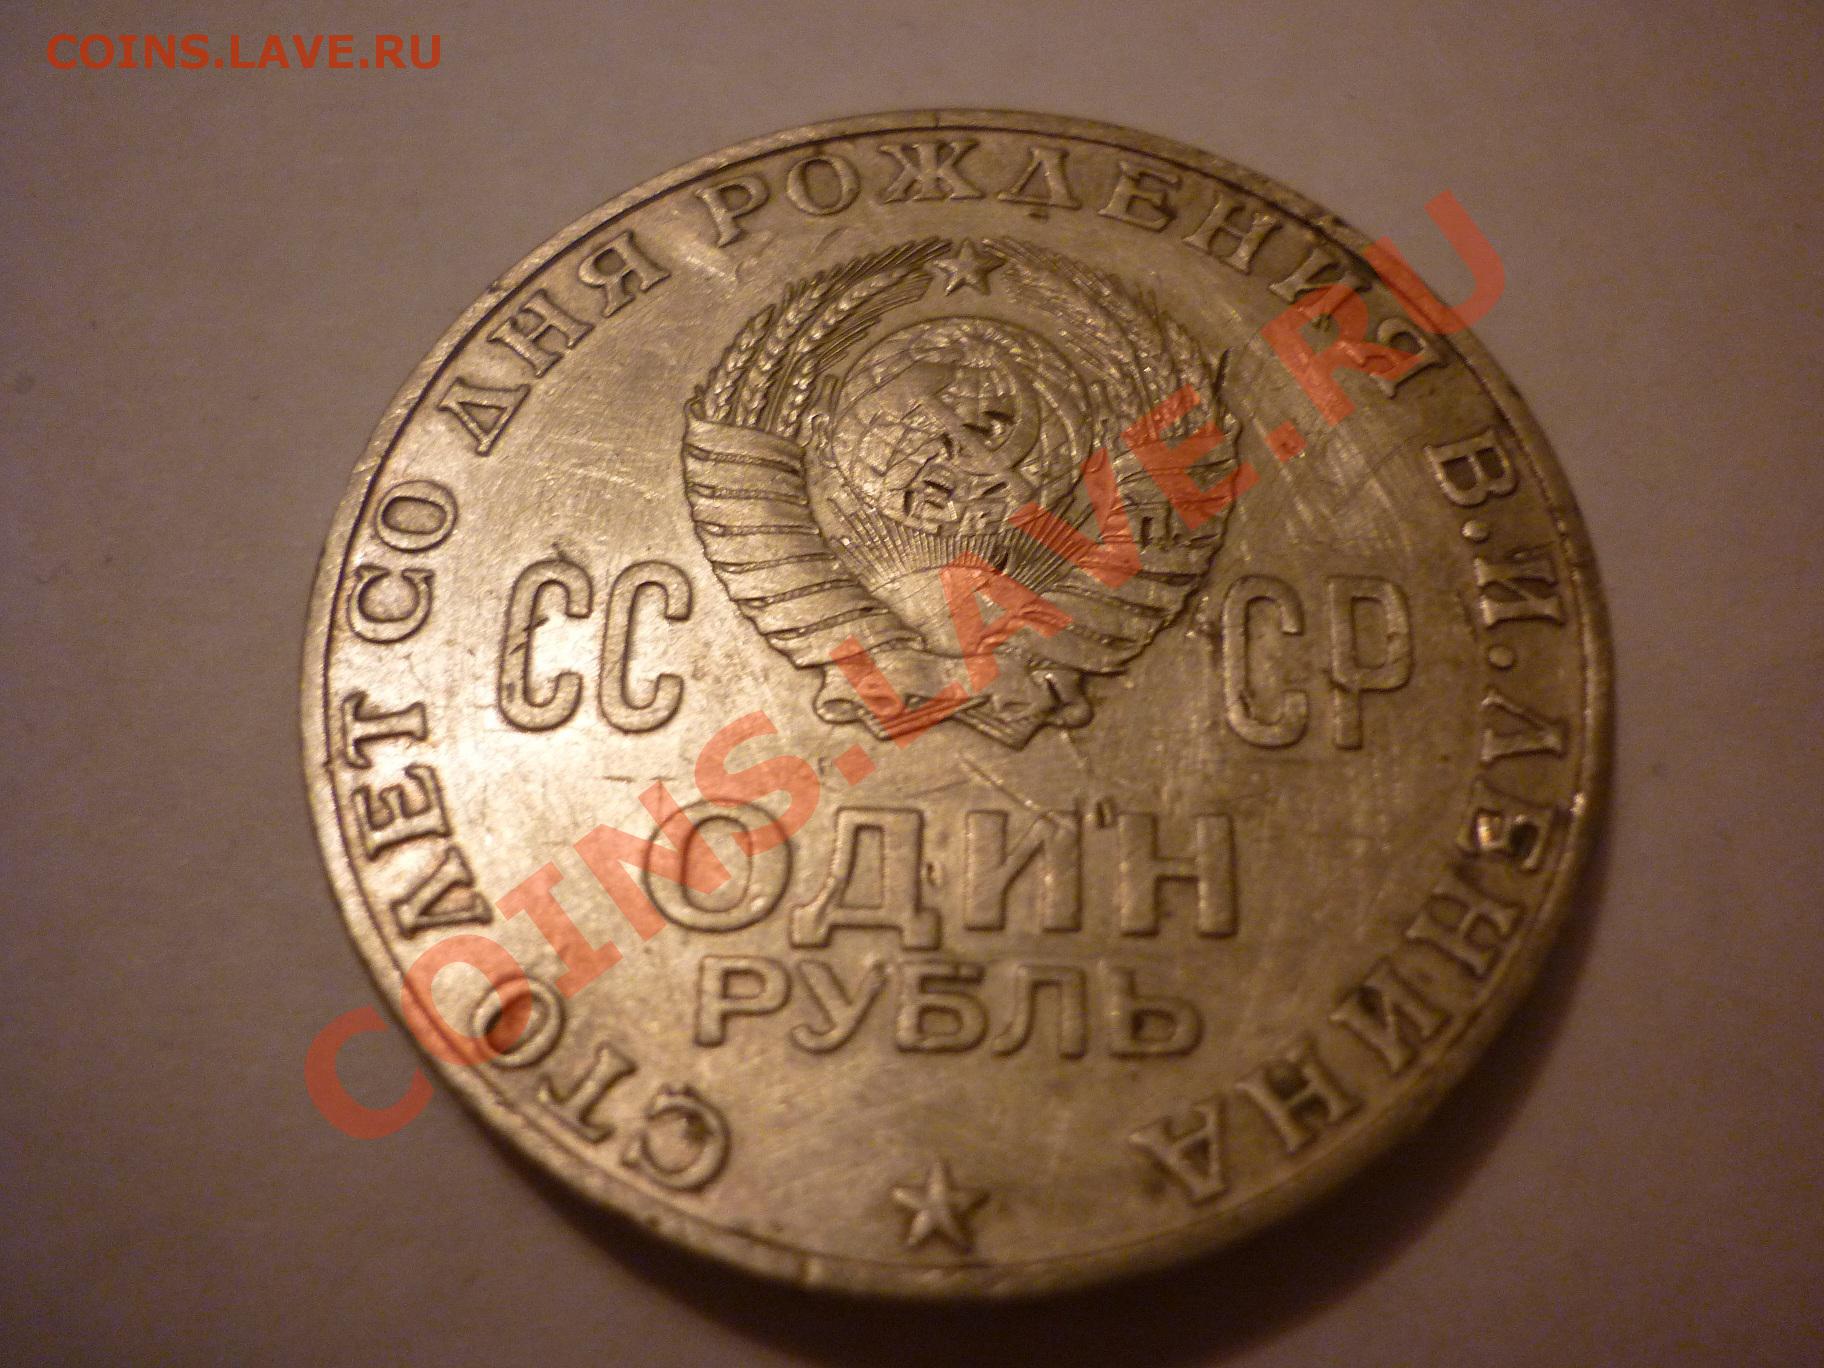 COINS.LAVE.RU
СТО ЛЕТ СО ДНЯ РОЖДЕНИЯ В.И.ЛЕНИНА
СС СР
ОДИН
РУБЛЬ
COINS.LAVE.RU